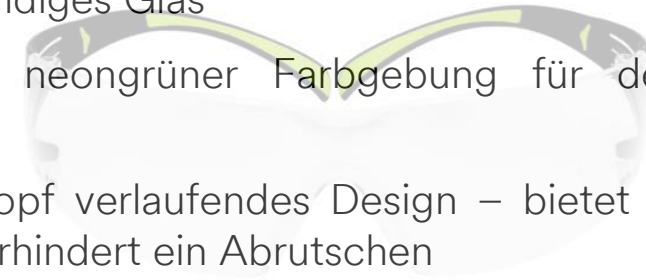 ndiges Glas
neongrüner Farbgebung für de
opf verlaufendes Design – bietet
rhindert ein Abrutschen